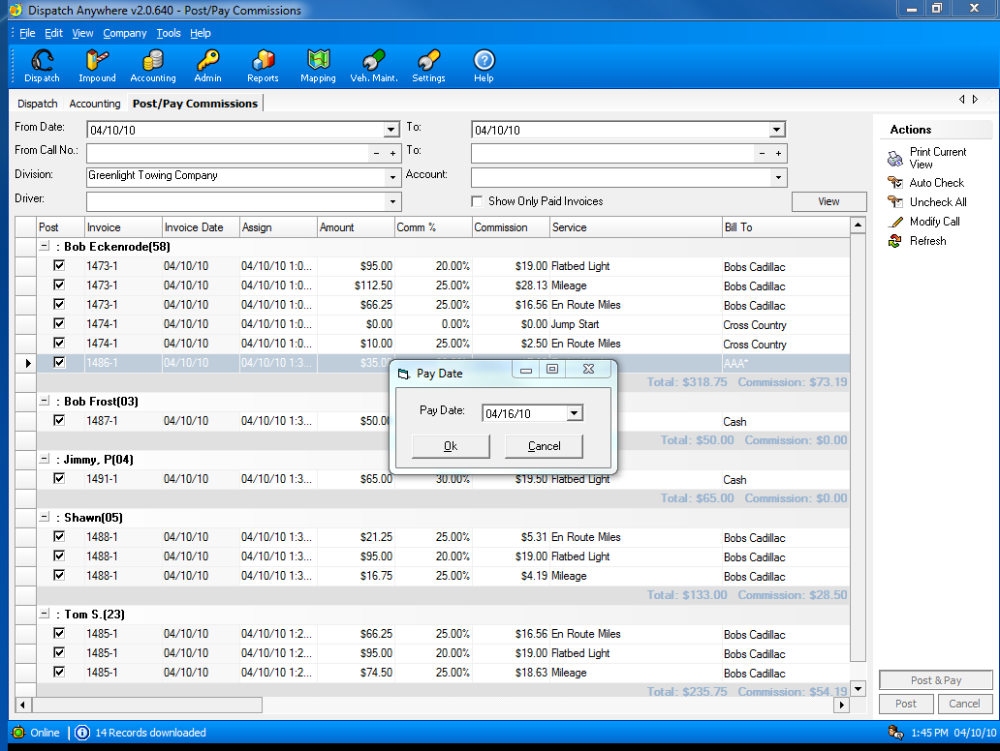 Dispatch Anywhere v2.0.640 - Post/Pay Commissions
File Edit View Company Tools Help
Dispatch Impound Accounting Admin Reports Mapping Veh. Maint. Settings Help
Dispatch Accounting Post/Pay Commissions
From Date: 04/10/10 To: 04/10/10
From Call No.: - + To: - +
Division: Greenlight Towing Company Account:
Driver: Show Only Paid Invoices View
Actions
Print Current
View
Auto Check
Uncheck All
Modify Call
Refresh
Post Invoice Invoice Date Assign Amount Comm % Commission Service Bill To
: Bob Eckenrode(58)
1473-1 04/10/10 04/10/10 1:0... $95.00 20.00% $19.00 Flatbed Light Bobs Cadillac
1473-1 04/10/10 04/10/10 1:0... $112.50 25.00% $28.13 Mileage Bobs Cadillac
1473-1 04/10/10 04/10/10 1:0... $66.25 25.00% $16.56 En Route Miles Bobs Cadillac
1474-1 04/10/10 04/10/10 1:0... $0.00 0.00% $0.00 Jump Start Cross Country
1474-1 04/10/10 04/10/10 1:0... $10.00 25.00% $2.50 En Route Miles Cross Country
1486-1 04/10/10 04/10/10 1:3... $35.00 AAA*
Total: $318.75 Commission: $73.19
: Bob Frost(03)
1487-1 04/10/10 04/10/10 1:3... $50.00 Cash
Total: $50.00 Commission: $0.00
: Jimmy, P(04)
1491-1 04/10/10 04/10/10 1:3... $65.00 30.00% $19.50 Flatbed Light Cash
Total: $65.00 Commission: $0.00
: Shawn(05)
1488-1 04/10/10 04/10/10 1:3... $21.25 25.00% $5.31 En Route Miles Bobs Cadillac
1488-1 04/10/10 04/10/10 1:3... $95.00 20.00% $19.00 Flatbed Light Bobs Cadillac
1488-1 04/10/10 04/10/10 1:3... $16.75 25.00% $4.19 Mileage Bobs Cadillac
Total: $133.00 Commission: $28.50
: Tom S.(23)
1485-1 04/10/10 04/10/10 1:2... $66.25 25.00% $16.56 En Route Miles Bobs Cadillac
1485-1 04/10/10 04/10/10 1:2... $95.00 20.00% $19.00 Flatbed Light Bobs Cadillac
1485-1 04/10/10 04/10/10 1:2... $74.50 25.00% $18.63 Mileage Bobs Cadillac
Total: $235.75 Commission: $54.19
Pay Date
Pay Date: 04/16/10
Ok Cancel
Post & Pay
Post Cancel
Online 14 Records downloaded 1:45 PM 04/10/10